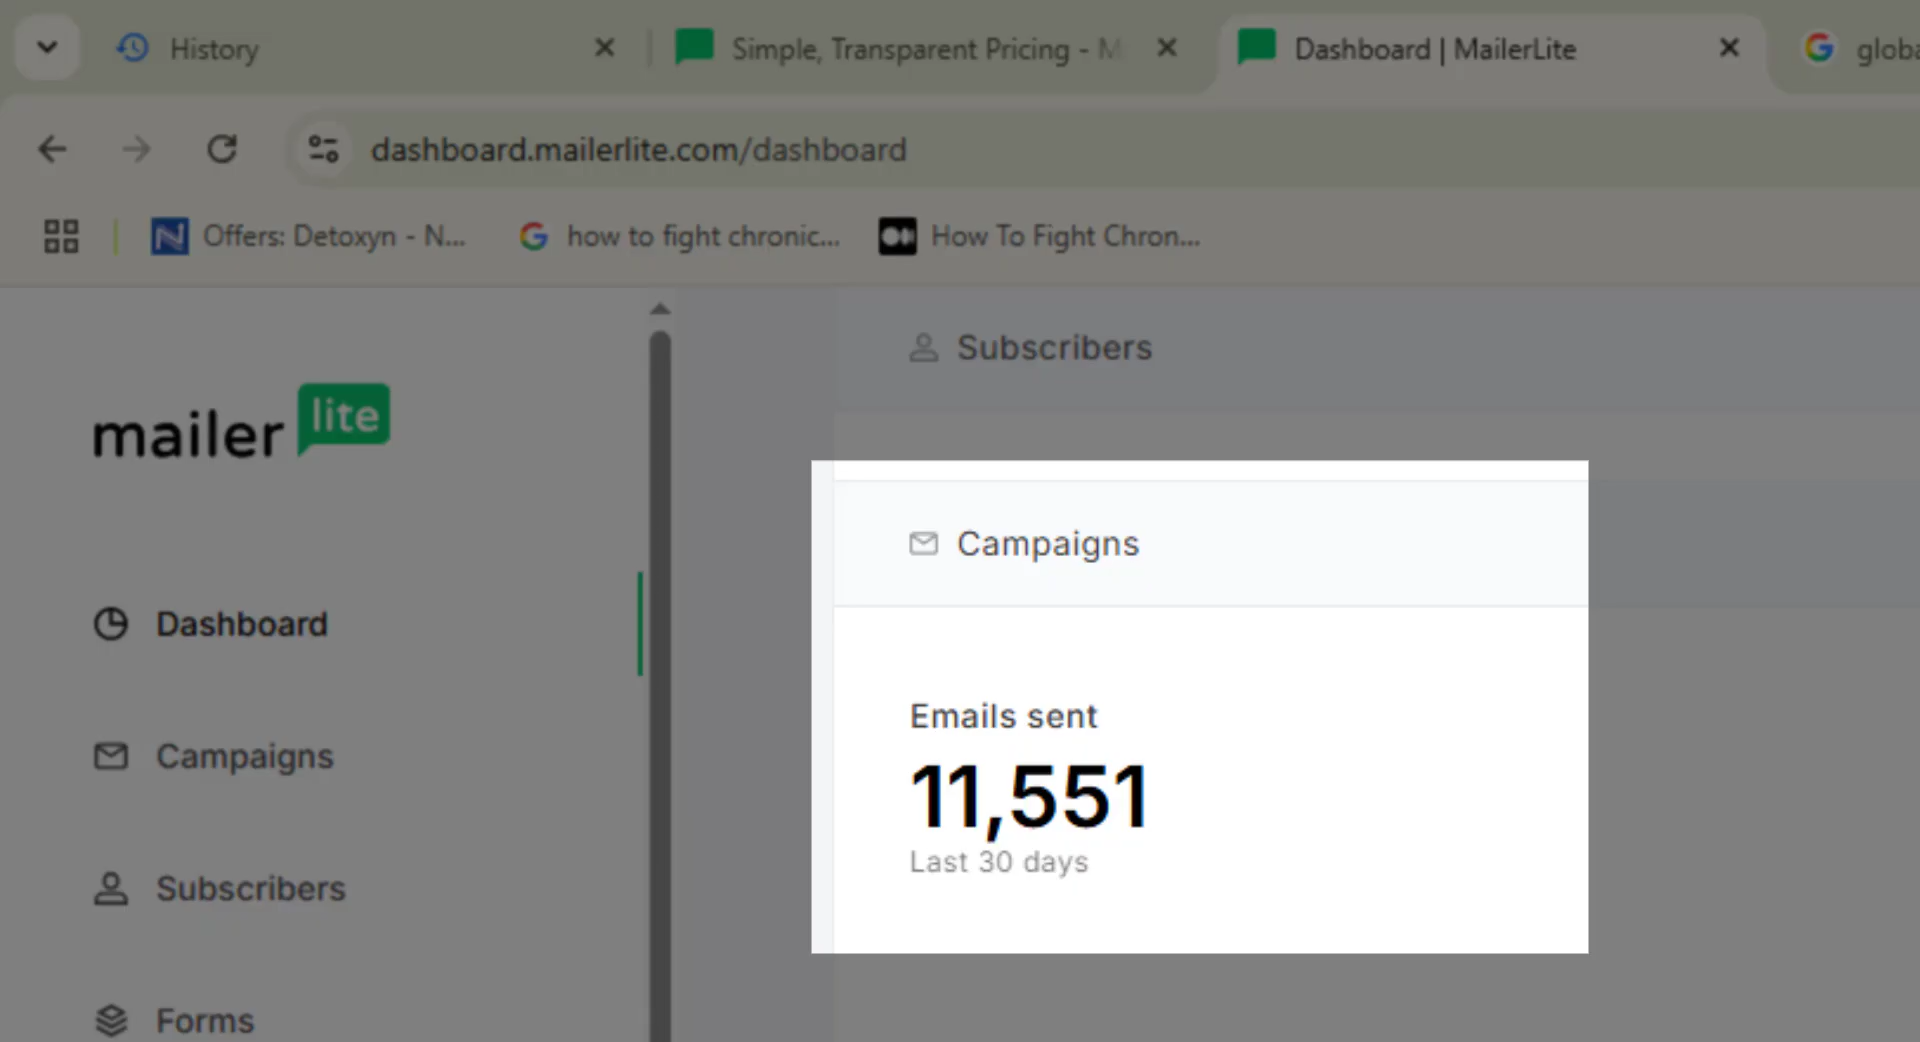 History
Simple, Transparent Pricing - M
Dashboard | MailerLite
globa
dashboard.mailerlite.com/dashboard
Offers: Detoxyn - N...
how to fight chronic...
How To Fight Chron...
mailer lite
Dashboard
Campaigns
Subscribers
Forms
Subscribers
Campaigns
Emails sent
11,551
Last 30 days